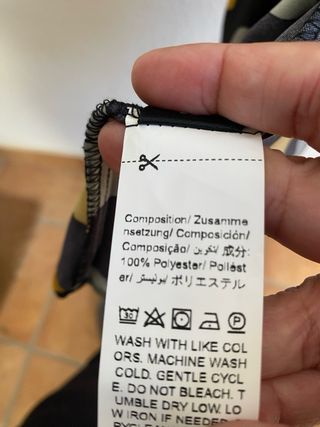 Composition/ Zusamme
nsetzung/ Composición/
Composição/ تكوين/ 成分:
100% Polyester/ Poliést
er/ بوليستر/ ポリエステル
30 P
WASH WITH LIKE COL
ORS. MACHINE WASH
COLD. GENTLE CYCL
E. DO NOT BLEACH. T
UMBLE DRY LOW. LO
W IRON IF NEEDED.